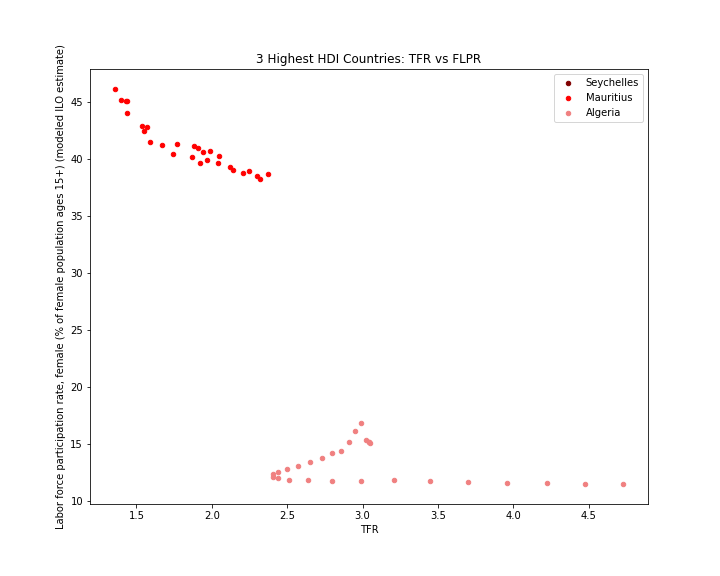 3 Highest HDI Countries: TFR vs FLPR
Seychelles
Mauritius
Algeria
Labor force participation rate, female (% of female population ages 15+) (modeled ILO estimate)
45
40
35
30
25
20
15
10
1.5 2.0 2.5 3.0 3.5 4.0 4.5
TFR